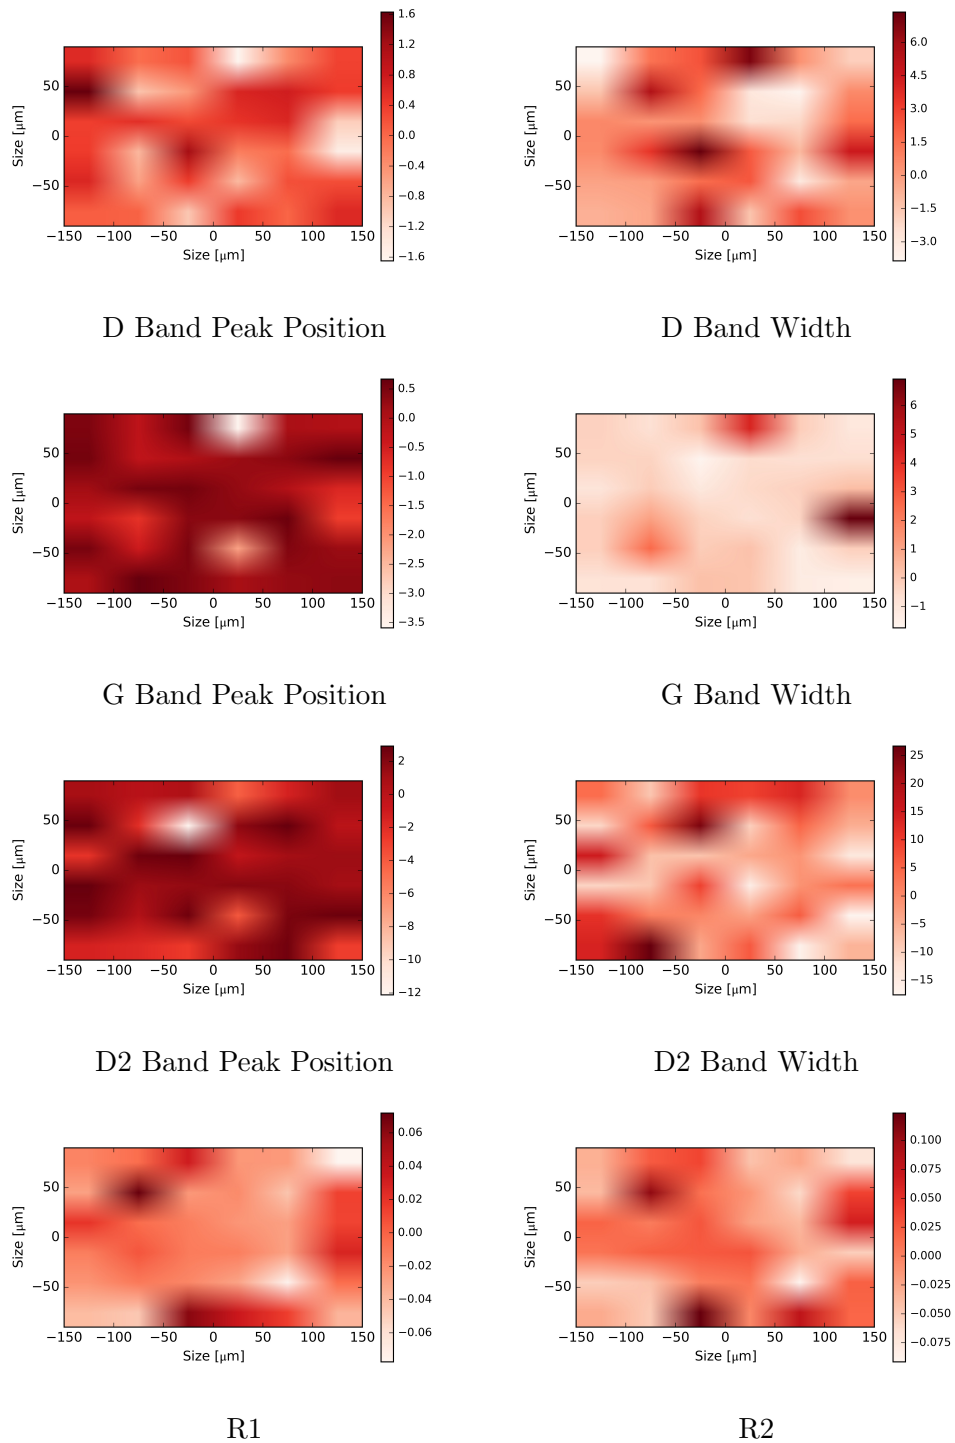 1.6
1.2
0.8
0.4
0.0
−0.4
−0.8
−1.2
−1.6
50
0
−50
Size [µm]
−150 −100 −50 0 50 100 150
Size [µm]
6.0
4.5
3.0
1.5
0.0
−1.5
−3.0
50
0
−50
Size [µm]
−150 −100 −50 0 50 100 150
Size [µm]
D Band Peak Position
D Band Width
0.5
0.0
−0.5
−1.0
−1.5
−2.0
−2.5
−3.0
−3.5
50
0
−50
Size [µm]
−150 −100 −50 0 50 100 150
Size [µm]
6
5
4
3
2
1
0
−1
50
0
−50
Size [µm]
−150 −100 −50 0 50 100 150
Size [µm]
G Band Peak Position
G Band Width
2
0
−2
−4
−6
−8
−10
−12
50
0
−50
Size [µm]
−150 −100 −50 0 50 100 150
Size [µm]
25
20
15
10
5
0
−5
−10
−15
50
0
−50
Size [µm]
−150 −100 −50 0 50 100 150
Size [µm]
D2 Band Peak Position
D2 Band Width
0.06
0.04
0.02
0.00
−0.02
−0.04
−0.06
50
0
−50
Size [µm]
−150 −100 −50 0 50 100 150
Size [µm]
0.100
0.075
0.050
0.025
0.000
−0.025
−0.050
−0.075
50
0
−50
Size [µm]
−150 −100 −50 0 50 100 150
Size [µm]
R1
R2